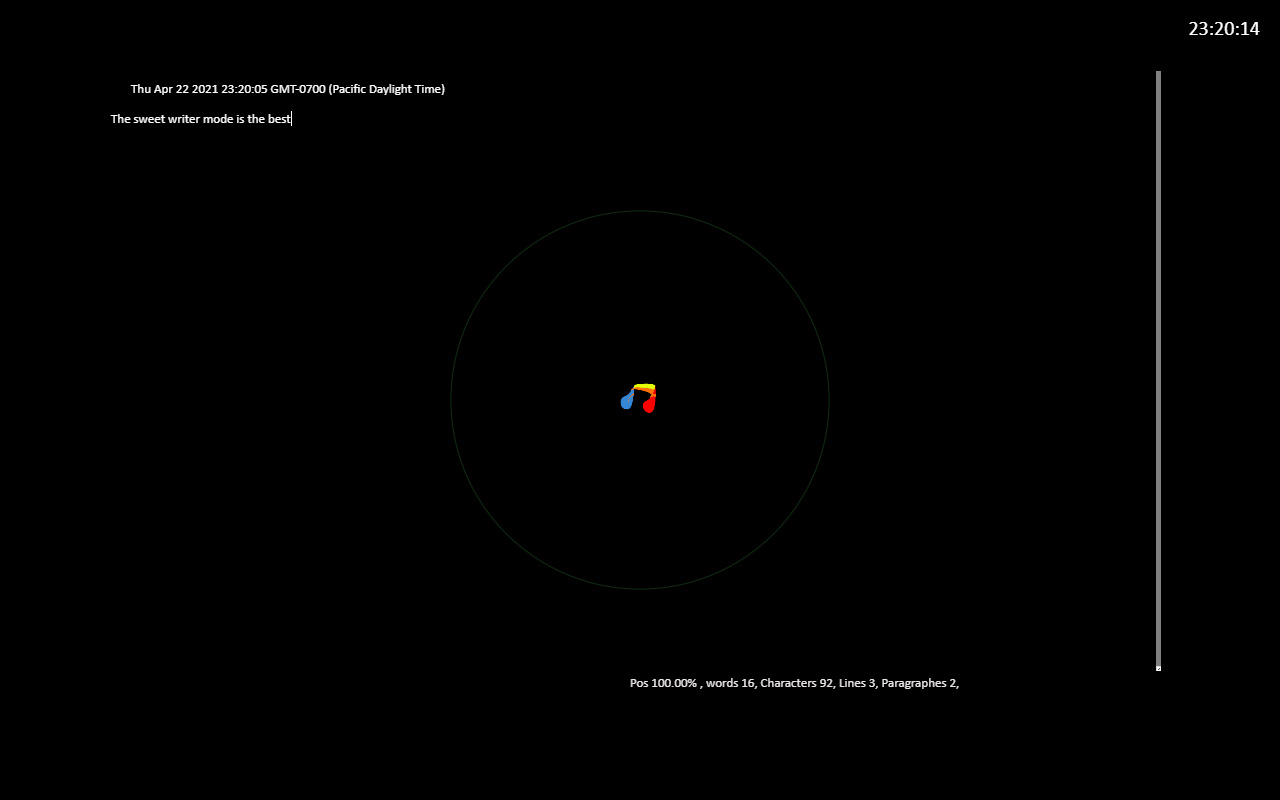 23:20:14
Thu Apr 22 2021 23:20:05 GMT-0700 (Pacific Daylight Time)
The sweet writer mode is the best
Pos 100.00% , words 16, Characters 92, Lines 3, Paragraphes 2,